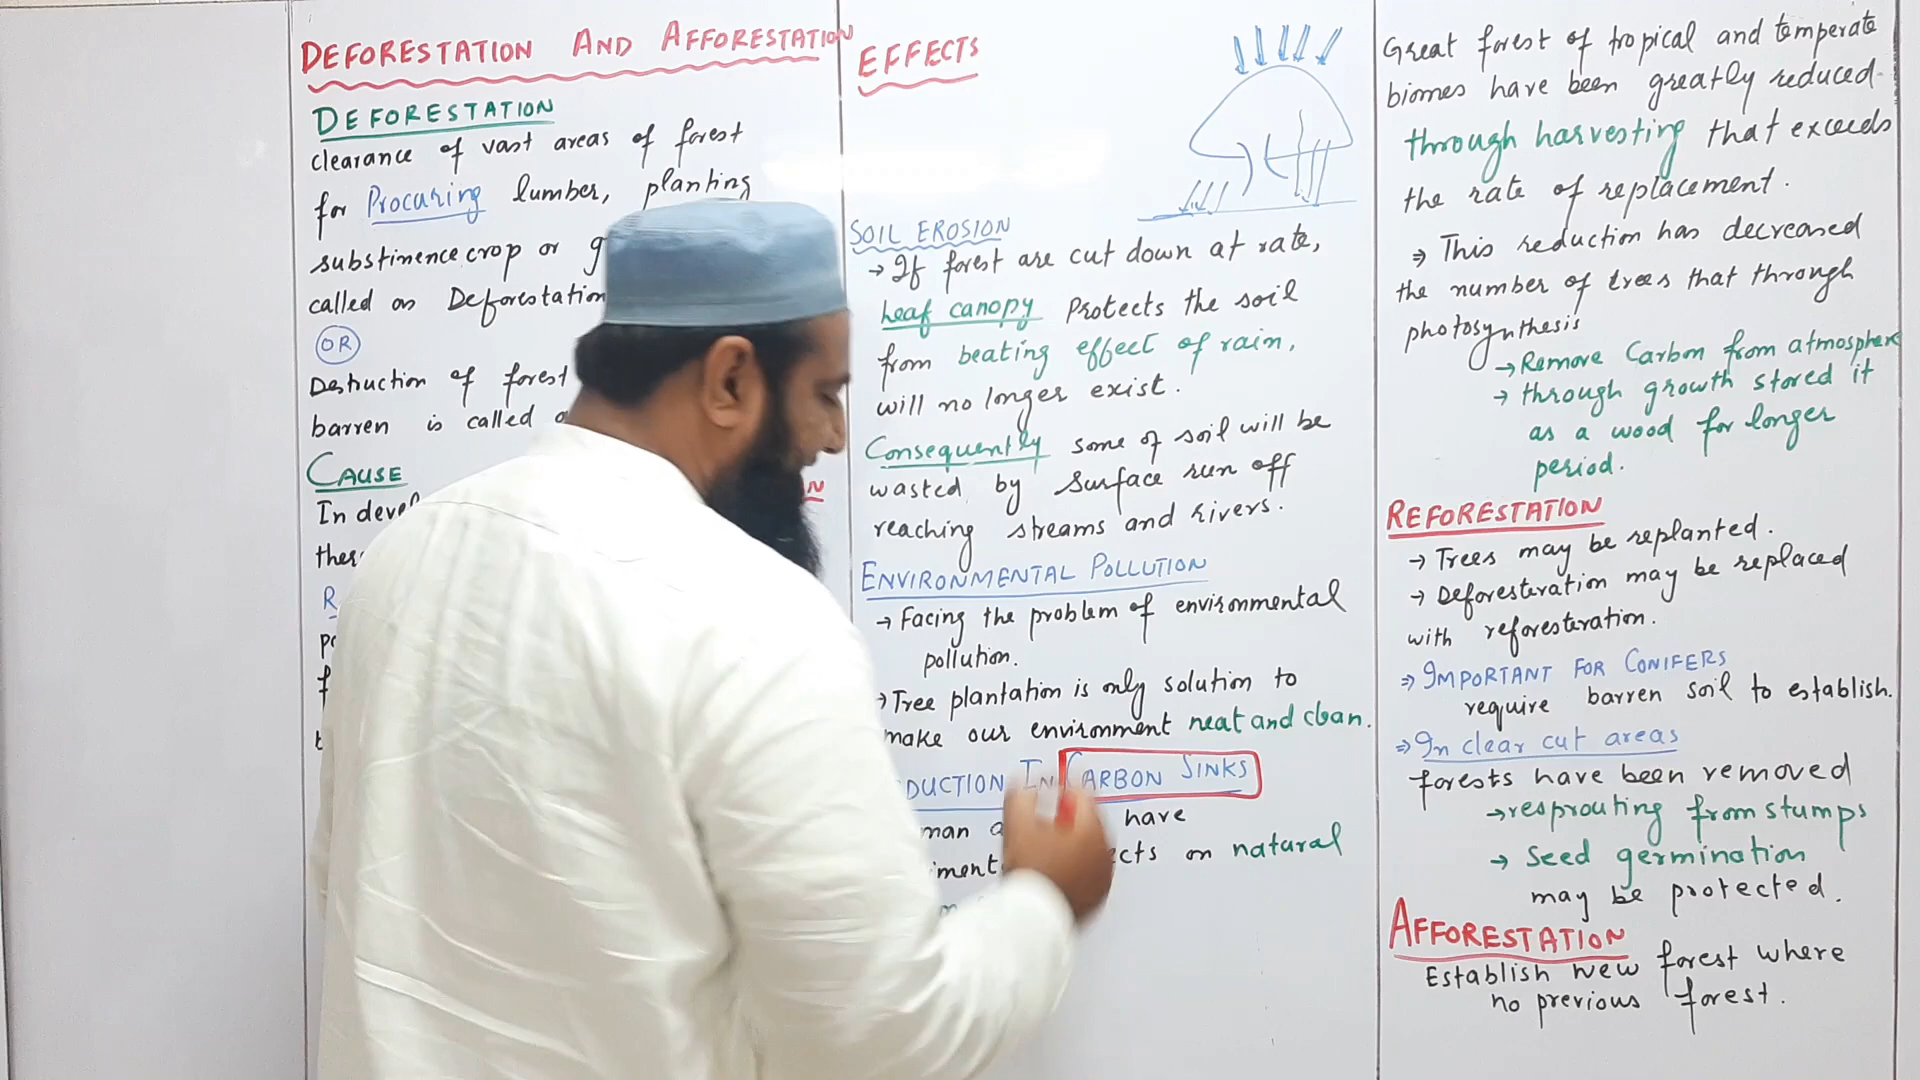 DEFORESTATION AND AFFORESTATION
DEFORESTATION
clearance of vast areas of forest
for Procuring lumber, planting
substinence crop or
called as Deforestation
OR
Destruction of forest
barren is called
CAUSE
In
EFFECTS
SOIL EROSION
→ If forest are cut down at rate,
Leaf canopy Protects the soil
from beating effect of rain,
will no longer exist.
Consequently some of soil will be
wasted by surface run off
reaching streams and rivers.
ENVIRONMENTAL POLLUTION
→ Facing the problem of environmental
pollution.
→ Tree plantation is only solution to
make our environment neat and clean.
DUCTION IN CARBON SINKS
man have
on natural
Great forest of tropical and temperate
biomes have been greatly reduced
through harvesting that exceeds
the rate of replacement.
⇒ This reduction has decreased
the number of trees that through
photosynthesis
→ Remove Carbon from atmosphere
→ through growth stored it
as a wood for longer
period.
REFORESTATION
→ Trees may be replanted.
→ Deforesteration may be replaced
with reforesteration.
⇒ IMPORTANT FOR CONIFERS
require barren soil to establish.
⇒ In clear cut areas
forests have been removed
→ resprouting from stumps
→ Seed germination
may be protected.
AFFORESTATION
Establish new forest where
no previous forest.